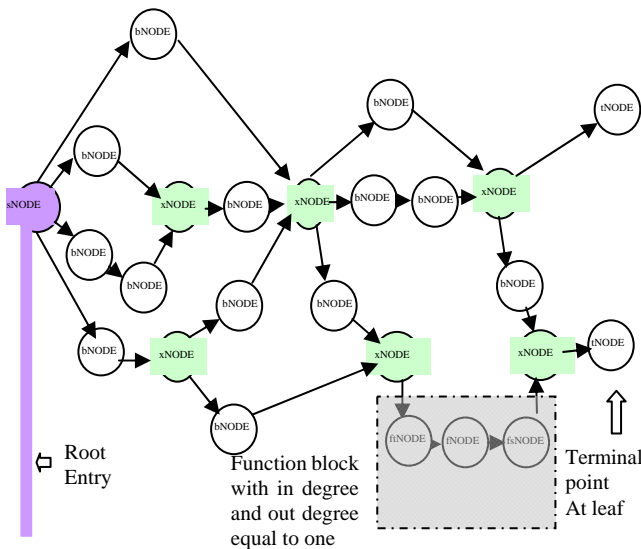 bNODE
bNODE
tNODE
bNODE
sNODE
xNODE
bNODE
xNODE
bNODE
bNODE
xNODE
bNODE
bNODE
bNODE
bNODE
bNODE
bNODE
xNODE
xNODE
xNODE
tNODE
bNODE
ftNODE
fNODE
fsNODE
Root
Entry
Function block
with in degree
and out degree
equal to one
Terminal
point
At leaf